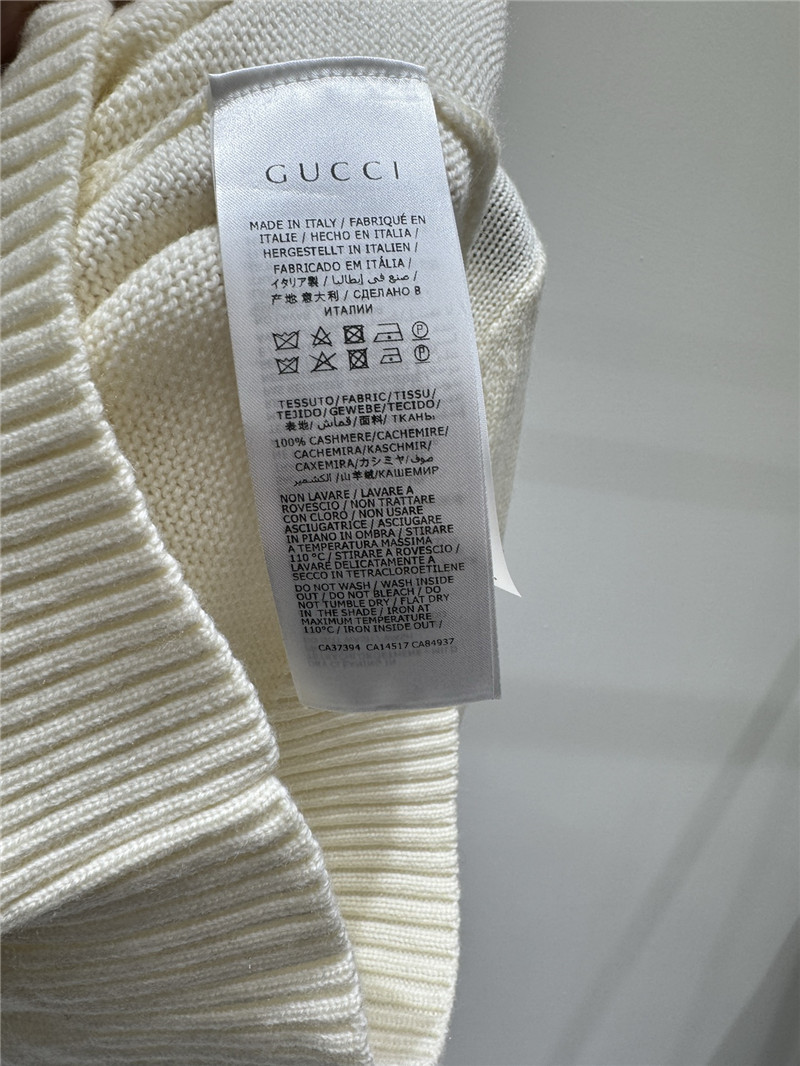 GUCCI
MADE IN ITALY / FABRIQUÉ EN
ITALIE / HECHO EN ITALIA /
HERGESTELLT IN ITALIEN /
FABRICADO EM ITÁLIA /
イタリア製 / صنع في إيطاليا /
产地 意大利 / СДЕЛАНО В
ИТАЛИИ
P
P
TESSUTO/FABRIC/TISSU/
TEJIDO/GEWEBE/TECIDO/
表地/قماش/面料/ ТКАНЬ
100% CASHMERE/CACHEMIRE/
CACHEMIRA/KASCHMIR/
CAXEMIRA/カシミヤ/صوف
الكشمير/山羊绒/КАШЕМИР
NON LAVARE / LAVARE A
ROVESCIO / NON TRATTARE
CON CLORO / NON USARE
ASCIUGATRICE / ASCIUGARE
IN PIANO IN OMBRA / STIRARE
A TEMPERATURA MASSIMA
110 °C / STIRARE A ROVESCIO /
LAVARE DELICATAMENTE A
SECCO IN TETRACLOROETILENE
DO NOT WASH / WASH INSIDE
OUT / DO NOT BLEACH / DO
NOT TUMBLE DRY / FLAT DRY
IN THE SHADE / IRON AT
MAXIMUM TEMPERATURE
110°C / IRON INSIDE OUT /
CA37394 CA14517 CA84937